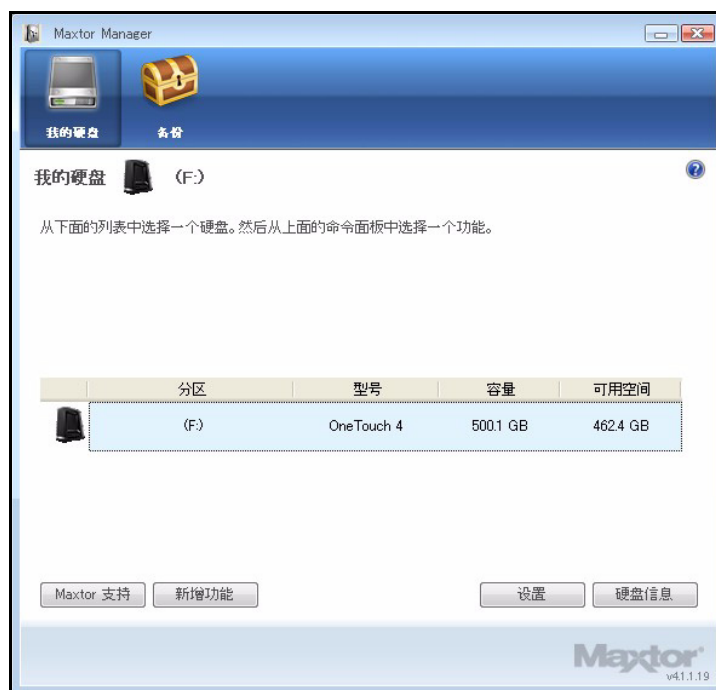 Maxtor Manager
我的硬盘
备份
我的硬盘 (F:)
从下面的列表中选择一个硬盘。然后从上面的命令面板中选择一个功能。
分区 型号 容量 可用空间
(F:) OneTouch 4 500.1 GB 462.4 GB
Maxtor 支持 新增功能 设置 硬盘信息
Maxtor
v4.1.1.19